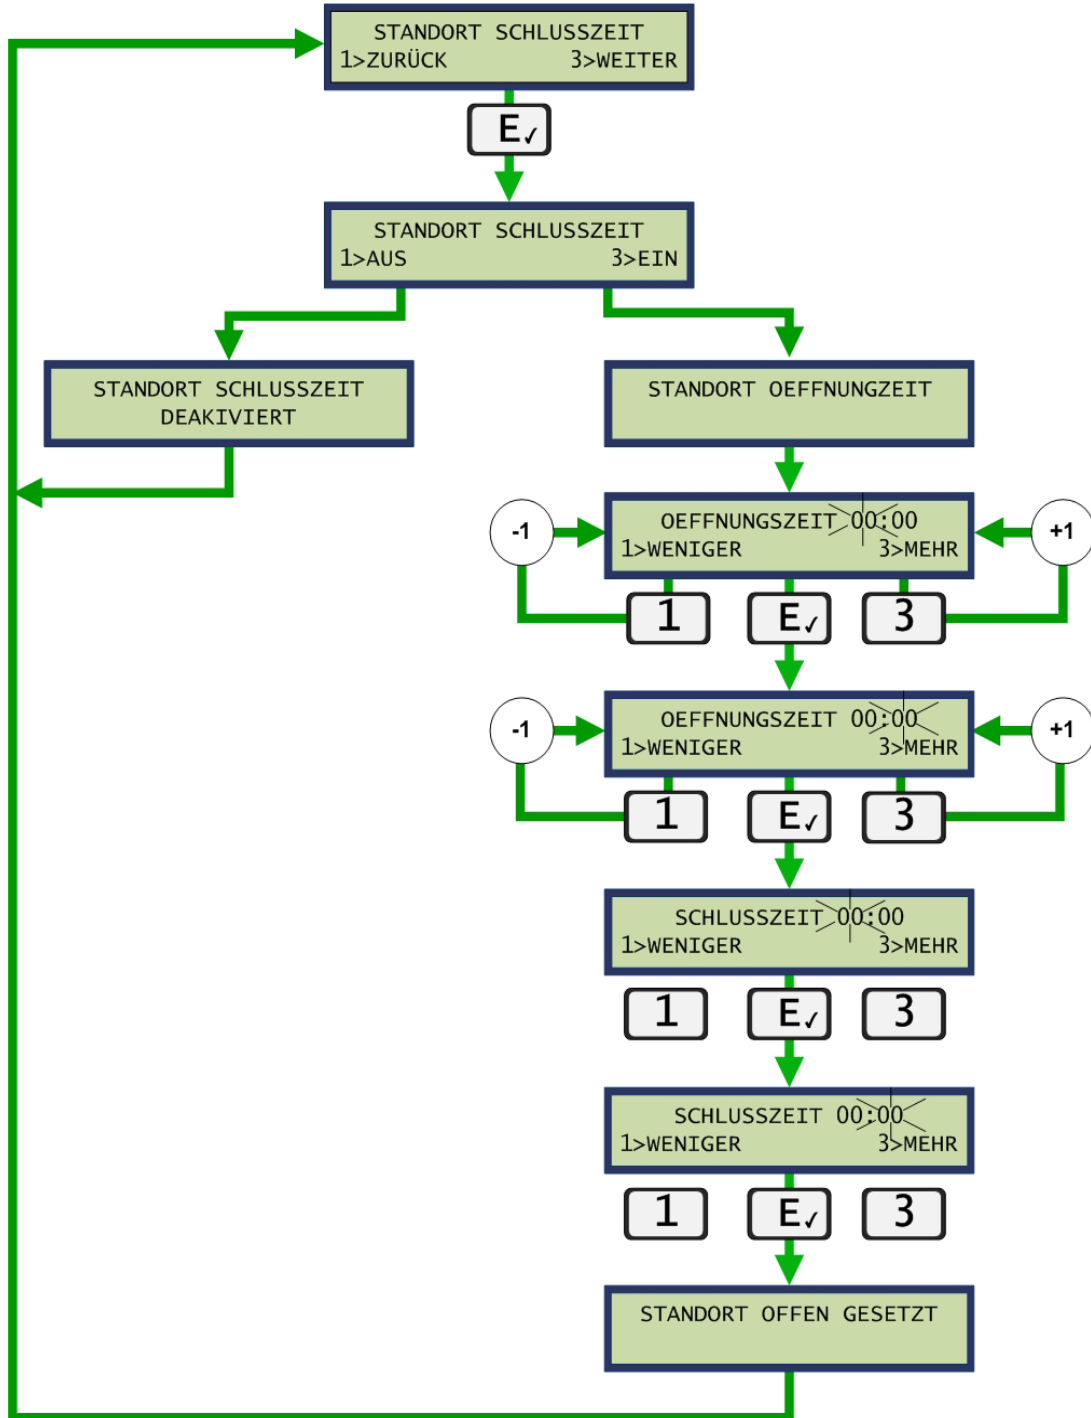 STANDORT SCHLUSSZEIT
1>ZURÜCK 3>WEITER
E✓
STANDORT SCHLUSSZEIT
1>AUS 3>EIN
STANDORT SCHLUSSZEIT
DEAKIVIERT
STANDORT OEFFNUNGZEIT
OEFFNUNGSZEIT 00:00
1>WENIGER 3>MEHR
-1
+1
1 E✓ 3
OEFFNUNGSZEIT 00:00
1>WENIGER 3>MEHR
-1
+1
1 E✓ 3
SCHLUSSZEIT 00:00
1>WENIGER 3>MEHR
1 E✓ 3
SCHLUSSZEIT 00:00
1>WENIGER 3>MEHR
1 E✓ 3
STANDORT OFFEN GESETZT